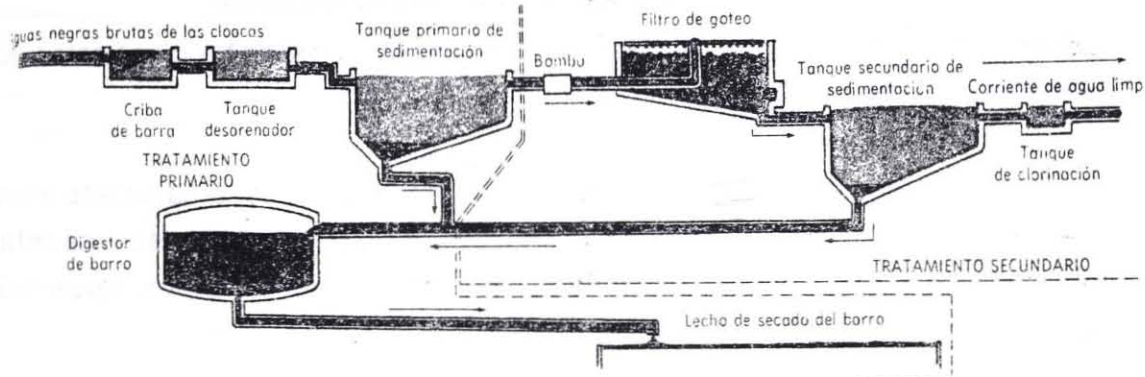 aguas negras brutas de las cloacas
Tanque primario de
sedimentación
Bomba
Filtro de goteo
Tanque secundario de
sedimentación
Corriente de agua limp
Criba
de barra
Tanque
desorenador
Tanque
de clorinación
TRATAMIENTO
PRIMARIO
Digestor
de barro
TRATAMIENTO SECUNDARIO
Lecho de secado del barro